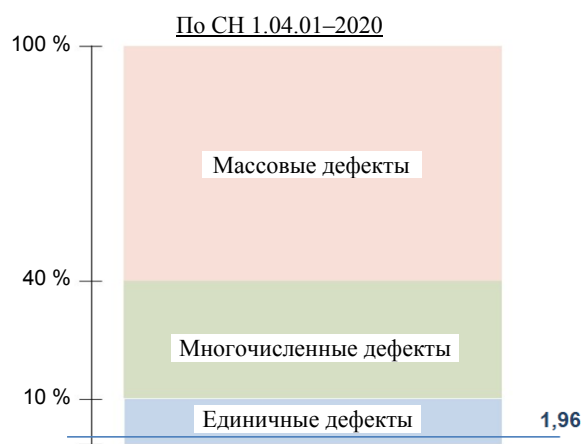 По СН 1.04.01–2020
100 %
Массовые дефекты
40 %
Многочисленные дефекты
10 %
Единичные дефекты
1,96